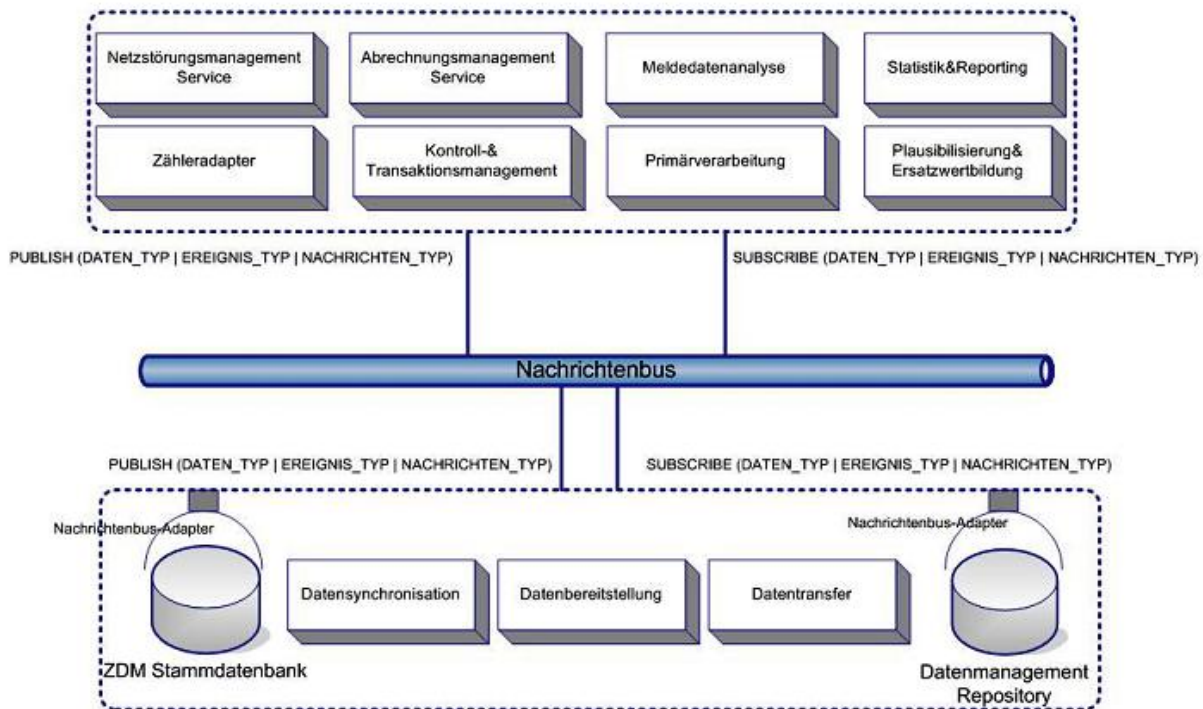 Netzstörungsmanagement
Service
Abrechnungsmanagement
Service
Meldedatenanalyse
Statistik&Reporting
Zähleradapter
Kontroll-&
Transaktionsmanagement
Primärverarbeitung
Plausibilisierung&
Ersatzwertbildung
PUBLISH (DATEN_TYP | EREIGNIS_TYP | NACHRICHTEN_TYP)
SUBSCRIBE (DATEN_TYP | EREIGNIS_TYP | NACHRICHTEN_TYP)
Nachrichtenbus
PUBLISH (DATEN_TYP | EREIGNIS_TYP | NACHRICHTEN_TYP)
SUBSCRIBE (DATEN_TYP | EREIGNIS_TYP | NACHRICHTEN_TYP)
Nachrichtenbus-Adapter
Nachrichtenbus-Adapter
Datensynchronisation
Datenbereitstellung
Datentransfer
ZDM Stammdatenbank
Datenmanagement
Repository